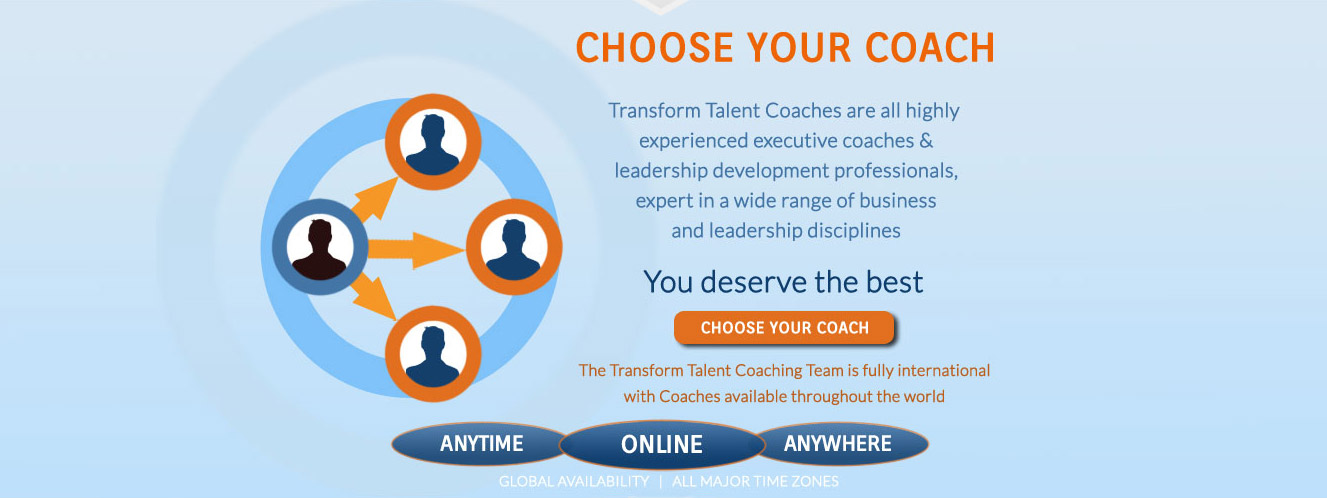 CHOOSE YOUR COACH
Transform Talent Coaches are all highly
experienced executive coaches &
leadership development professionals,
expert in a wide range of business
and leadership disciplines
You deserve the best
CHOOSE YOUR COACH
The Transform Talent Coaching Team is fully international
with Coaches available throughout the world
ANYTIME ONLINE ANYWHERE
GLOBAL AVAILABILITY | ALL MAJOR TIME ZONES